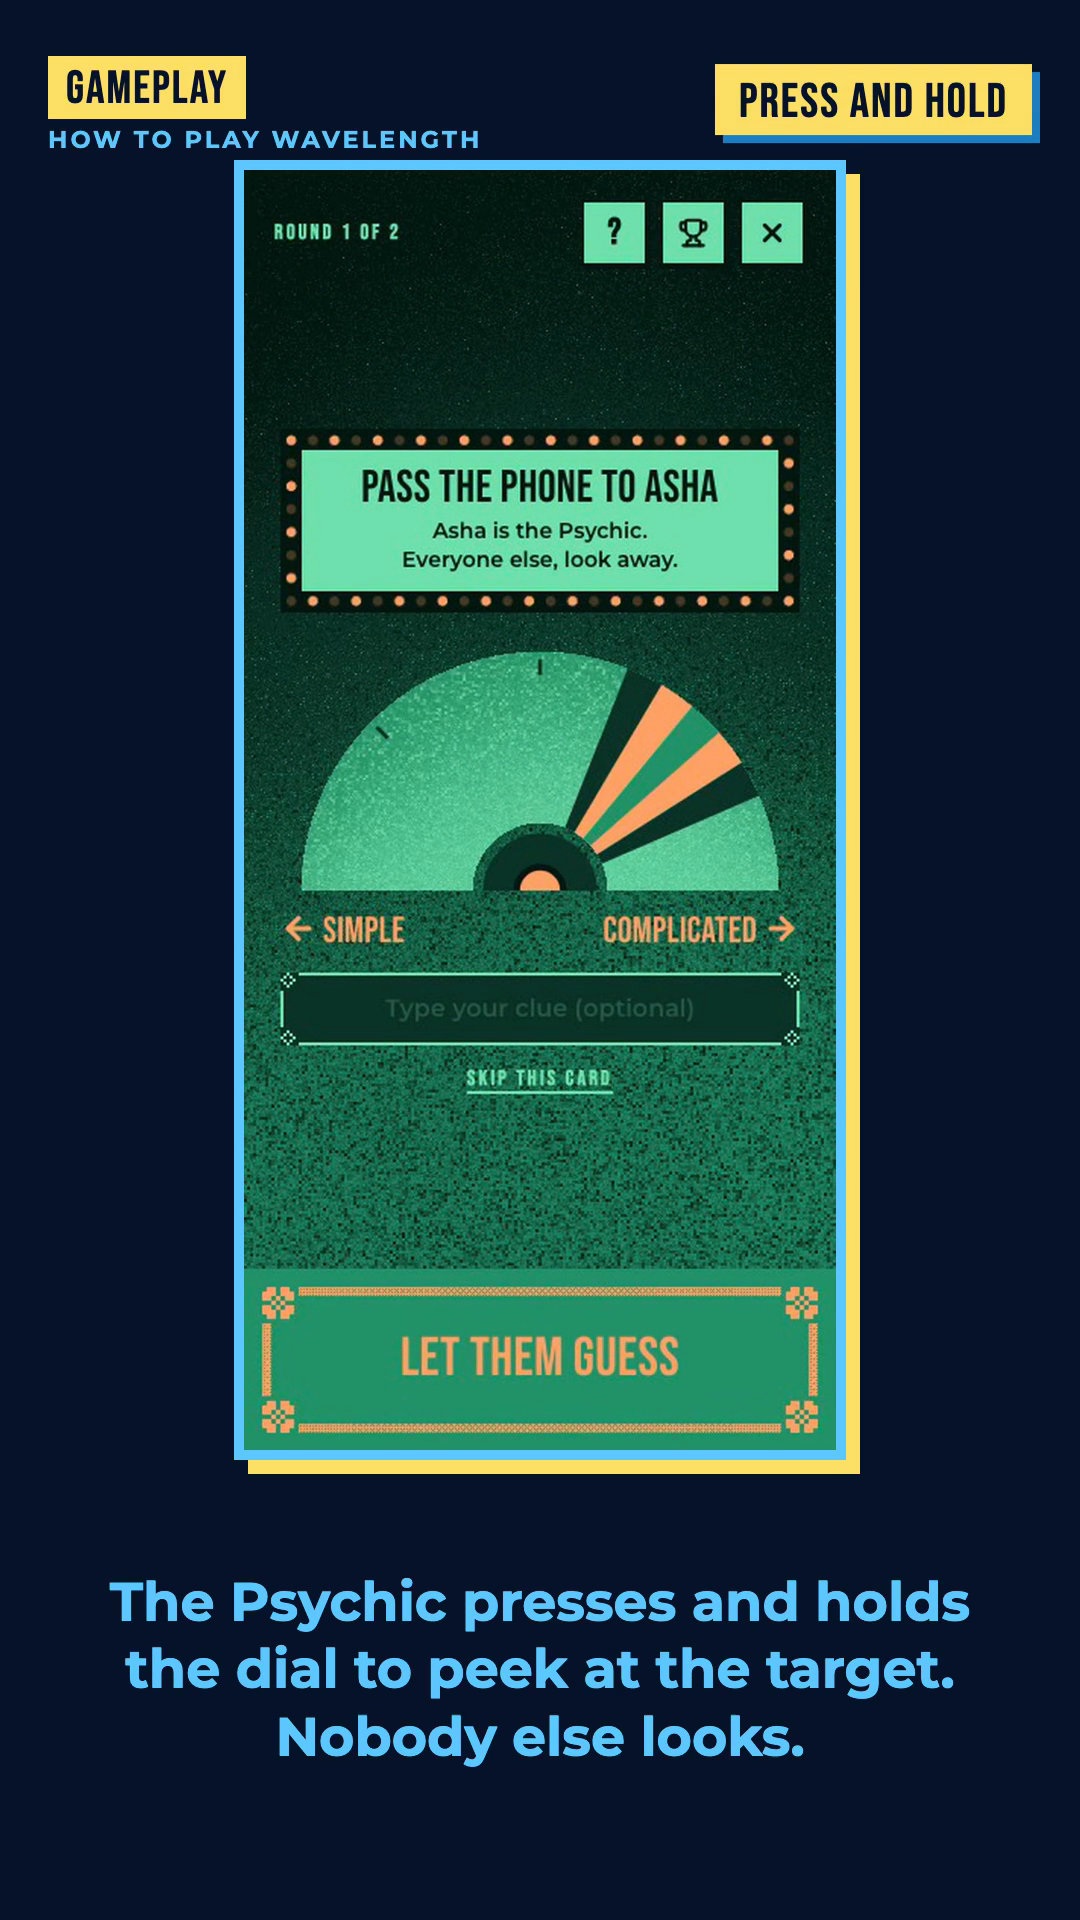 GAMEPLAY
HOW TO PLAY WAVELENGTH
PRESS AND HOLD
ROUND 1 OF 2
?
PASS THE PHONE TO ASHA
Asha is the Psychic.
Everyone else, look away.
← SIMPLE
COMPLICATED →
Type your clue (optional)
SKIP THIS CARD
LET THEM GUESS
The Psychic presses and holds
the dial to peek at the target.
Nobody else looks.